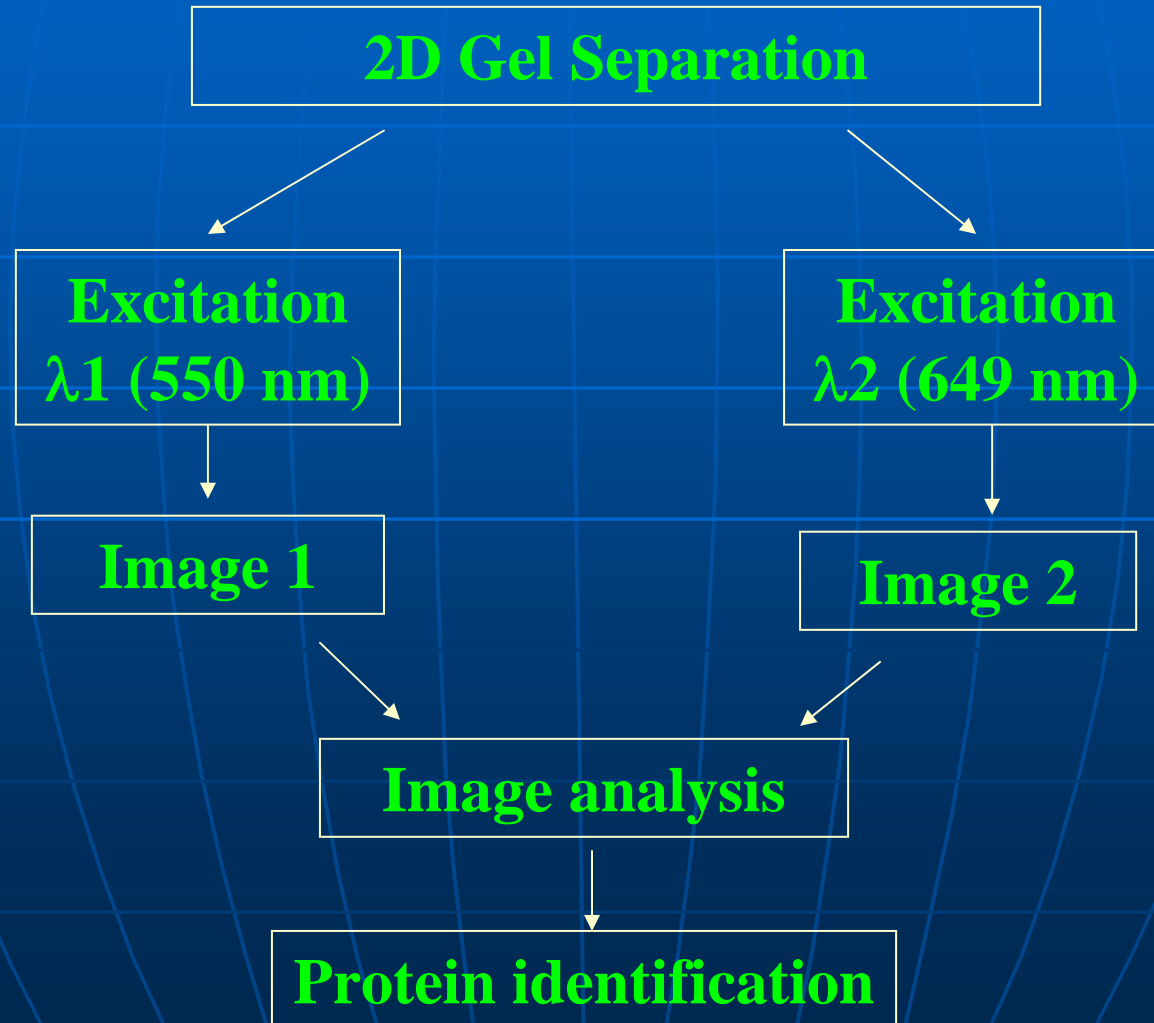 2D Gel Separation
Excitation
λ1 (550 nm)
Excitation
λ2 (649 nm)
Image 1
Image 2
Image analysis
Protein identification